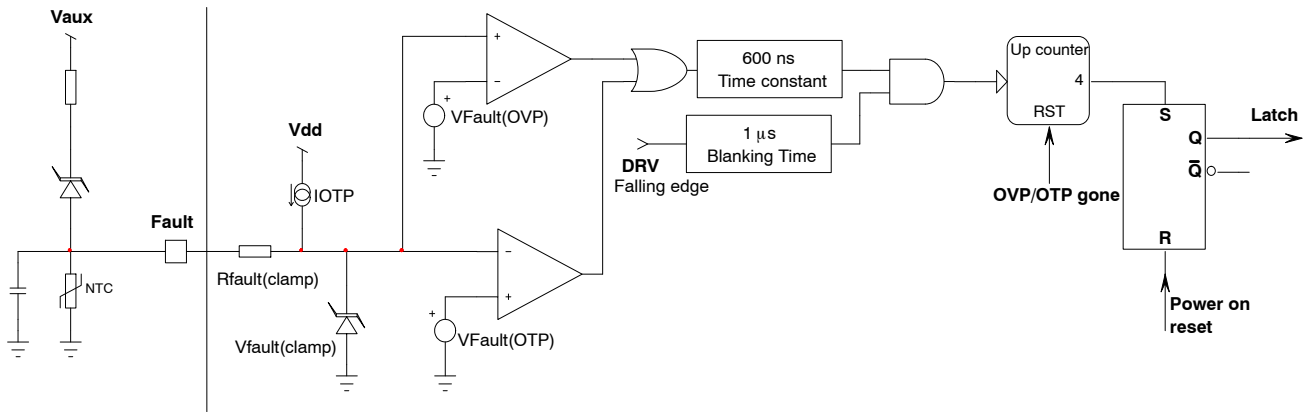 Vaux
NTC
Fault
Rfault(clamp)
Vdd
IOTP
Vfault(clamp)
+
−
+
VFault(OVP)
−
+
+
VFault(OTP)
600 ns
Time constant
1 μs
Blanking Time
DRV
Falling edge
Up counter
4
RST
OVP/OTP gone
S
Q
Q̅
R
Latch
Power on
reset